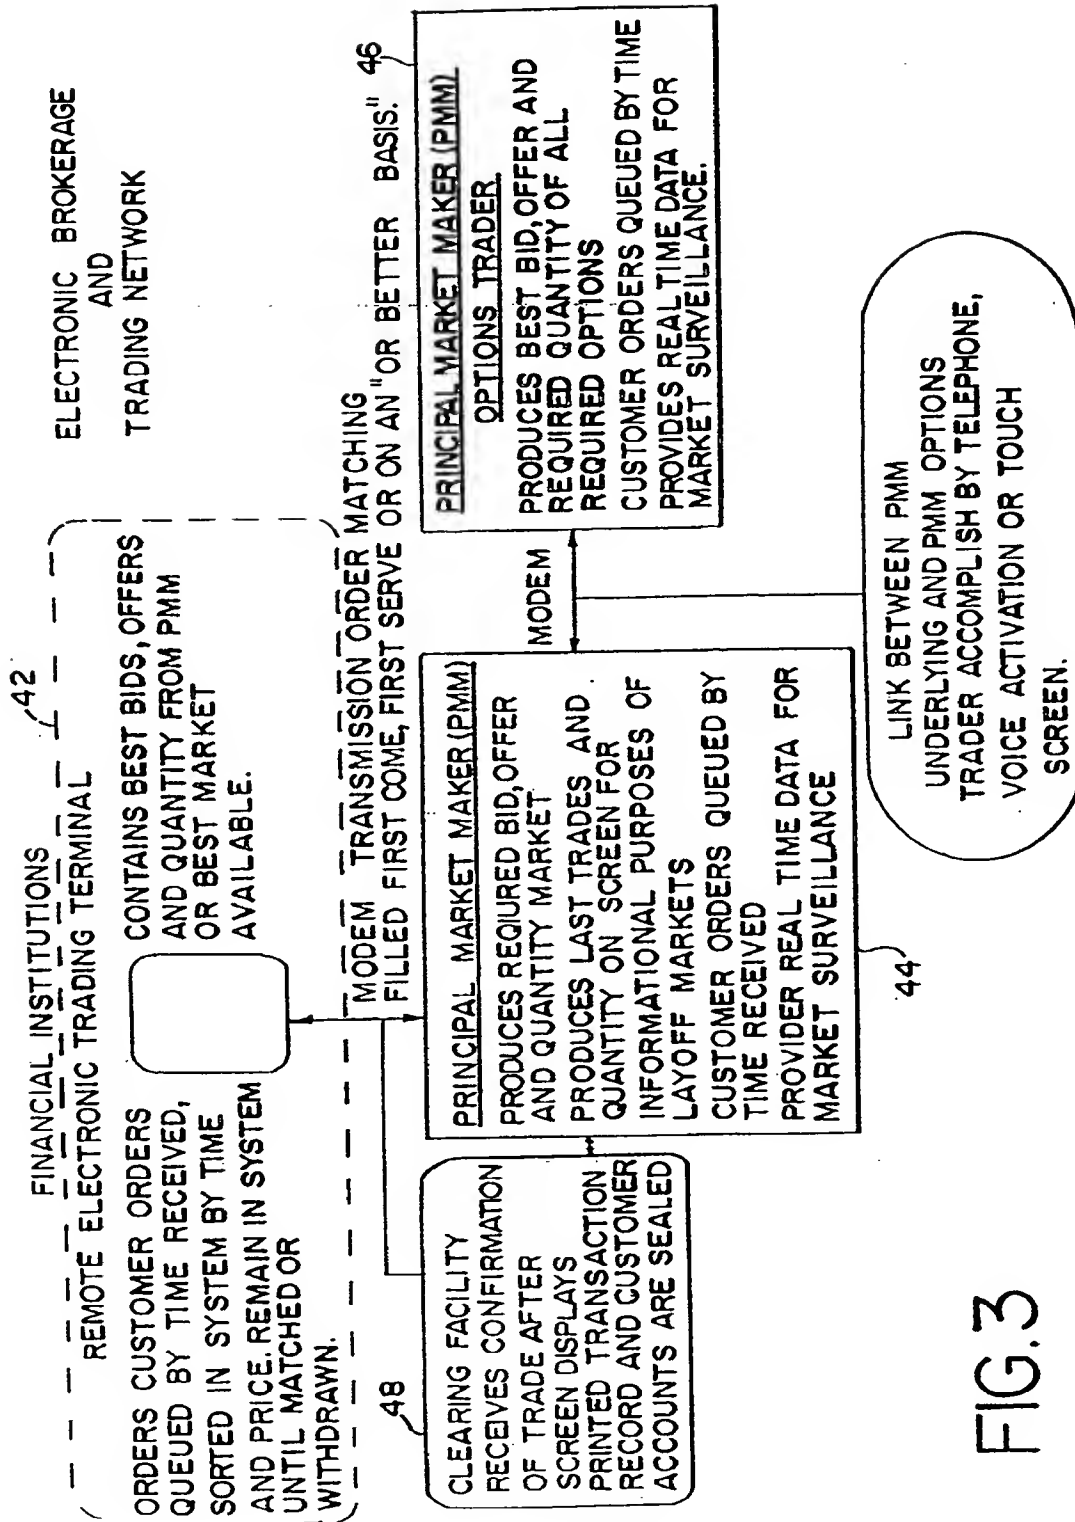 ELECTRONIC BROKERAGE
AND
TRADING NETWORK
FINANCIAL INSTITUTIONS
42
REMOTE ELECTRONIC TRADING TERMINAL
ORDERS CUSTOMER ORDERS
QUEUED BY TIME RECEIVED,
SORTED IN SYSTEM BY TIME
AND PRICE. REMAIN IN SYSTEM
UNTIL MATCHED OR
WITHDRAWN.
CONTAINS BEST BIDS, OFFERS
AND QUANTITY FROM PMM
OR BEST MARKET
AVAILABLE.
MODEM TRANSMISSION ORDER MATCHING
FILLED FIRST COME, FIRST SERVE OR ON AN "OR BETTER BASIS."
48
CLEARING FACILITY
RECEIVES CONFIRMATION
OF TRADE AFTER
SCREEN DISPLAYS
PRINTED TRANSACTION
RECORD AND CUSTOMER
ACCOUNTS ARE SEALED
PRINCIPAL MARKET MAKER (PMM)
PRODUCES REQIURED BID, OFFER
AND QUANTITY MARKET
PRODUCES LAST TRADES AND
QUANTITY ON SCREEN FOR
INFORMATIONAL PURPOSES OF
LAYOFF MARKETS
CUSTOMER ORDERS QUEUED BY
TIME RECEIVED
PROVIDER REAL TIME DATA FOR
MARKET SURVEILLANCE
44
MODEM
46
PRINCIPAL MARKET MAKER (PMM)
OPTIONS TRADER
PRODUCES BEST BID, OFFER AND
REQUIRED QUANTITY OF ALL
REQUIRED OPTIONS
CUSTOMER ORDERS QUEUED BY TIME
PROVIDES REAL TIME DATA FOR
MARKET SURVEILLANCE.
LINK BETWEEN PMM
UNDERLYING AND PMM OPTIONS
TRADER ACCOMPLISH BY TELEPHONE,
VOICE ACTIVATION OR TOUCH
SCREEN.
FIG.3